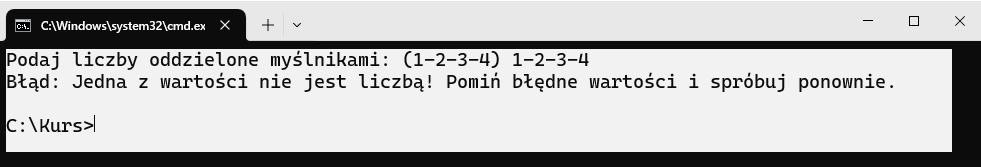 C:\Windows\system32\cmd.ex
Podaj liczby oddzielone myślnikami: (1-2-3-4) 1-2-3-4
Błąd: Jedna z wartości nie jest liczbą! Pomiń błędne wartości i spróbuj ponownie.
C:\Kurs>